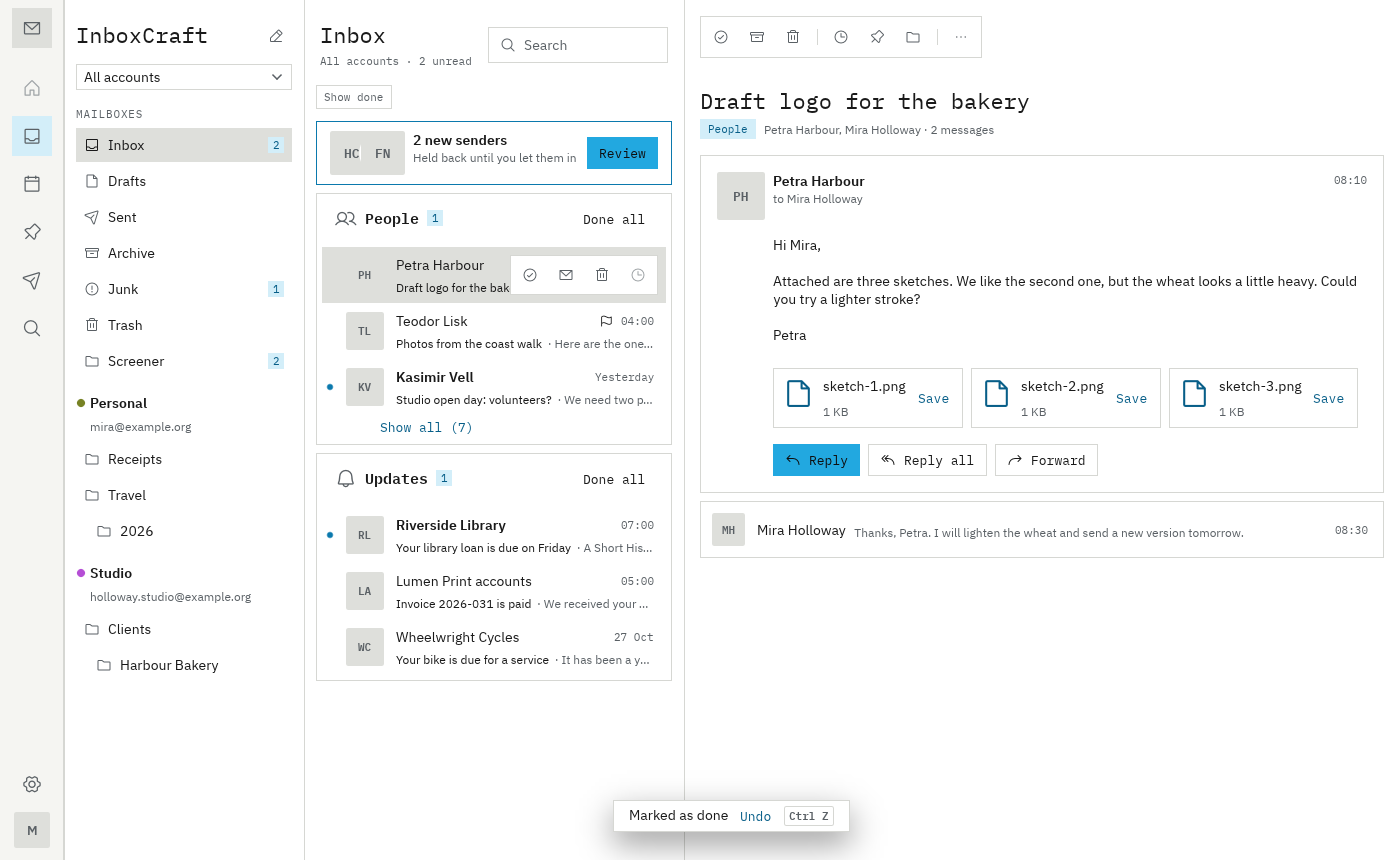 InboxCraft
All accounts
MAILBOXES
Inbox 2
Drafts
Sent
Archive
Junk 1
Trash
Screener 2
Personal
mira@example.org
Receipts
Travel
2026
Studio
holloway.studio@example.org
Clients
Harbour Bakery
M
Inbox
All accounts · 2 unread
Search
Show done
HC FN
2 new senders
Held back until you let them in
Review
People 1 Done all
PH
Petra Harbour
Draft logo for the bak
TL
Teodor Lisk 04:00
Photos from the coast walk · Here are the one…
KV
Kasimir Vell Yesterday
Studio open day: volunteers? · We need two p…
Show all (7)
Updates 1 Done all
RL
Riverside Library 07:00
Your library loan is due on Friday · A Short His…
LA
Lumen Print accounts 05:00
Invoice 2026-031 is paid · We received your …
WC
Wheelwright Cycles 27 Oct
Your bike is due for a service · It has been a y…
Draft logo for the bakery
People Petra Harbour, Mira Holloway · 2 messages
PH
Petra Harbour 08:10
to Mira Holloway
Hi Mira,
Attached are three sketches. We like the second one, but the wheat looks a little heavy. Could
you try a lighter stroke?
Petra
sketch-1.png
1 KB
Save
sketch-2.png
1 KB
Save
sketch-3.png
1 KB
Save
Reply Reply all Forward
MH Mira Holloway Thanks, Petra. I will lighten the wheat and send a new version tomorrow. 08:30
Marked as done Undo Ctrl Z